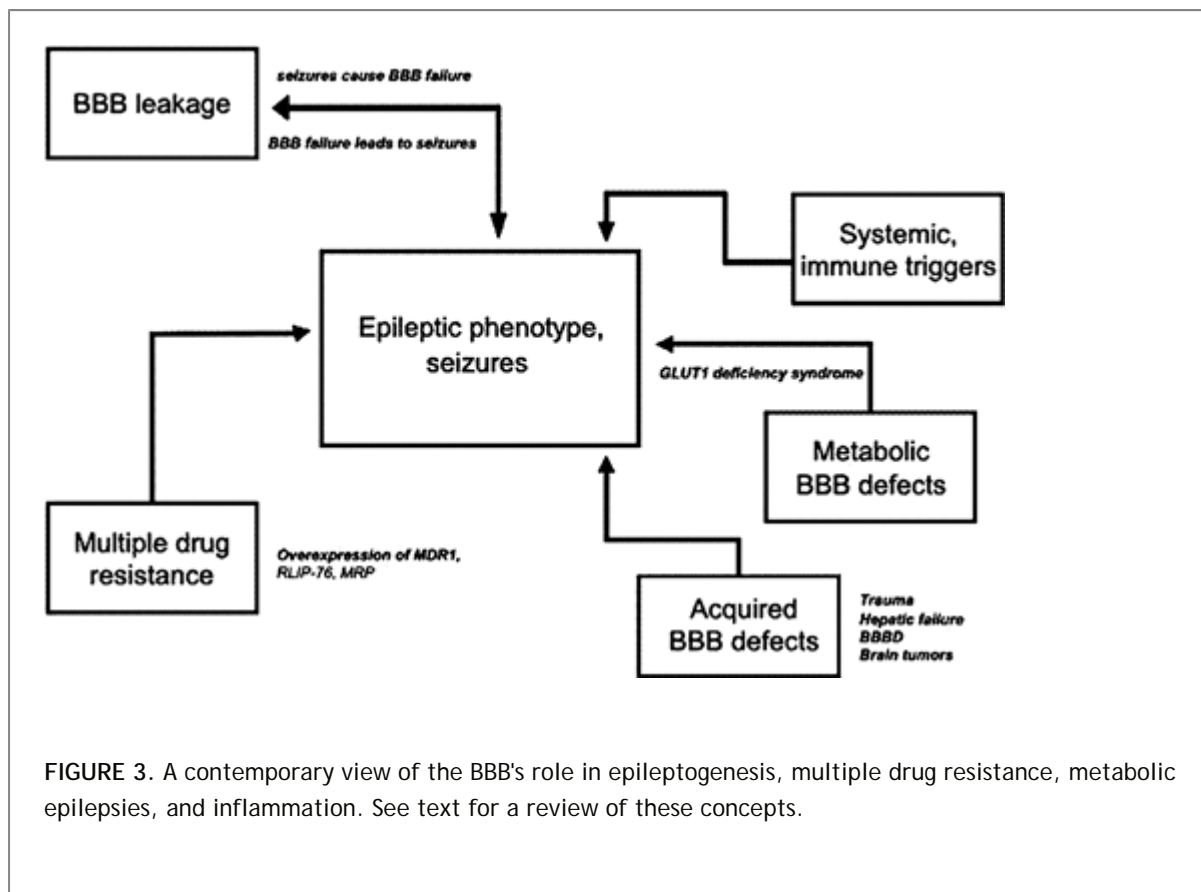 BBB leakage
seizures cause BBB failure
BBB failure leads to seizures
Systemic,
immune triggers
Epileptic phenotype,
seizures
GLUT1 deficiency syndrome
Metabolic
BBB defects
Multiple drug
resistance
Overexpression of MDR1,
RLIP-76, MRP
Acquired
BBB defects
Trauma
Hepatic failure
BBBD
Brain tumors
FIGURE 3. A contemporary view of the BBB's role in epileptogenesis, multiple drug resistance, metabolic
epilepsies, and inflammation. See text for a review of these concepts.